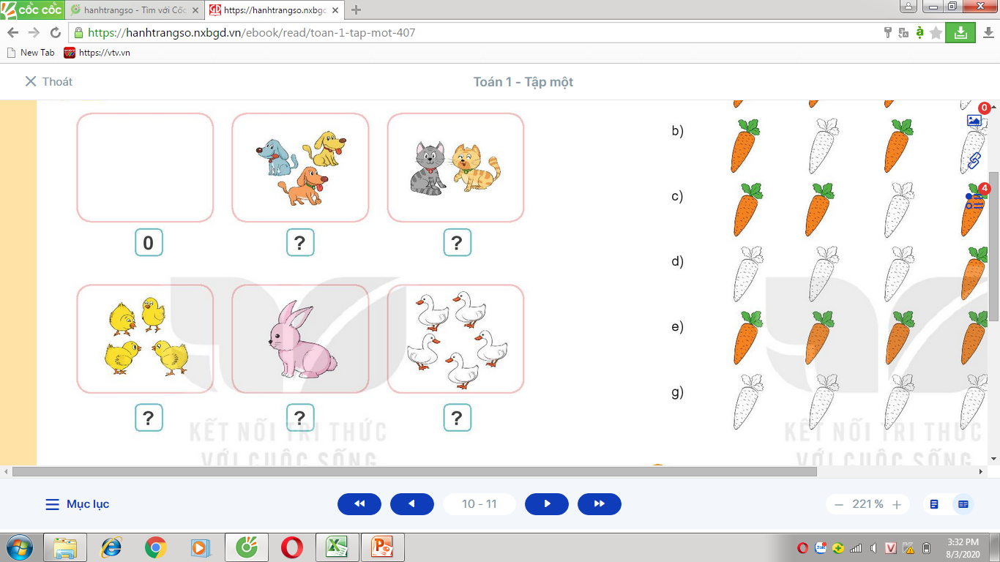 CỐC CỐC
hanhtrangso - Tìm với Cốc
https://hanhtrangso.nxbgd
https://hanhtrangso.nxbgd.vn/ebook/read/toan-1-tap-mot-407
New Tab
https://vtv.vn
Thoát
Toán 1 - Tập một
0
b)
c)
4
0
?
?
d)
e)
?
?
?
g)
KẾT NỐI TRI THỨC
VỚI CUỘC SỐNG
KẾT NỐI TRI THỨC
VỚI CUỘC SỐNG
Mục lục
10 - 11
221 %
3:32 PM
8/3/2020